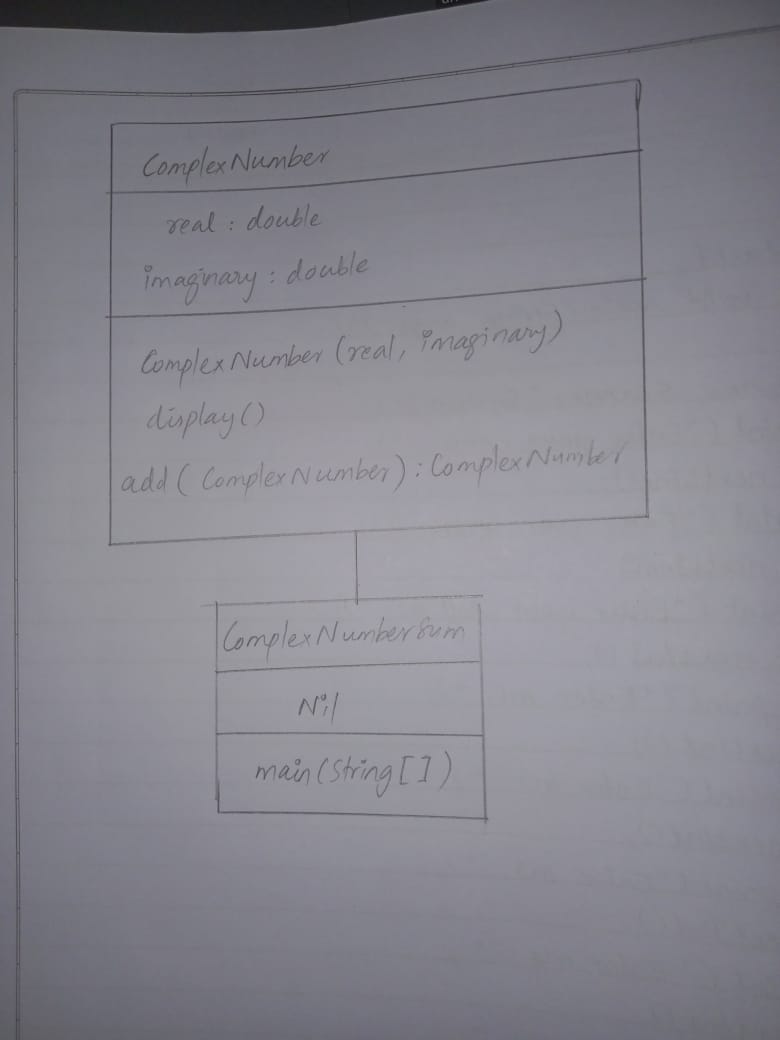 ComplexNumber
real : double
imaginary : double
ComplexNumber (real, imaginary)
display()
add ( ComplexNumber) : ComplexNumber
ComplexNumberSum
Nil
main(String[])